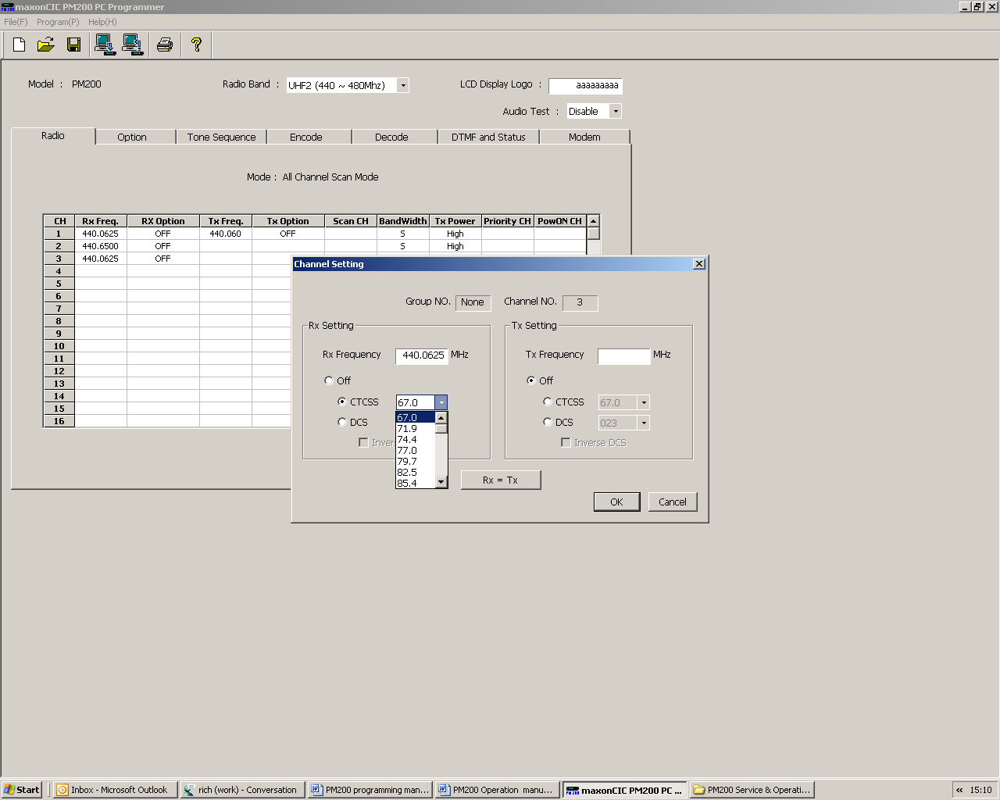 maxonCIC PM200 PC Programmer
File(F) Program(P) Help(H)
Model : PM200 Radio Band : UHF2 (440 ~ 480Mhz) LCD Display Logo : aaaaaaaaa
Audio Test : Disable
Radio Option Tone Sequence Encode Decode DTMF and Status Modem
Mode : All Channel Scan Mode
CH Rx Freq. RX Option Tx Freq. Tx Option Scan CH BandWidth Tx Power Priority CH PowON CH
1 440.0625 OFF 440.060 OFF S High
2 440.6500 OFF S High
3 440.0625 OFF
4
5
6
7
8
9
10
11
12
13
14
15
16
Channel Setting
Group NO. None Channel NO. 3
Rx Setting Tx Setting
Rx Frequency 440.0625 MHz Tx Frequency MHz
Off Off
CTCSS 67.0 CTCSS 67.0
DCS DCS 023
Inver Inverse DCS
67.0
71.9
74.4
77.0
79.7
82.5
85.4
Rx = Tx
OK Cancel
Start Inbox - Microsoft Outlook rich (work) - Conversation PM200 programming man... PM200 Operation manu... maxonCIC PM200 PC ... PM200 Service & Operati... « 15:10